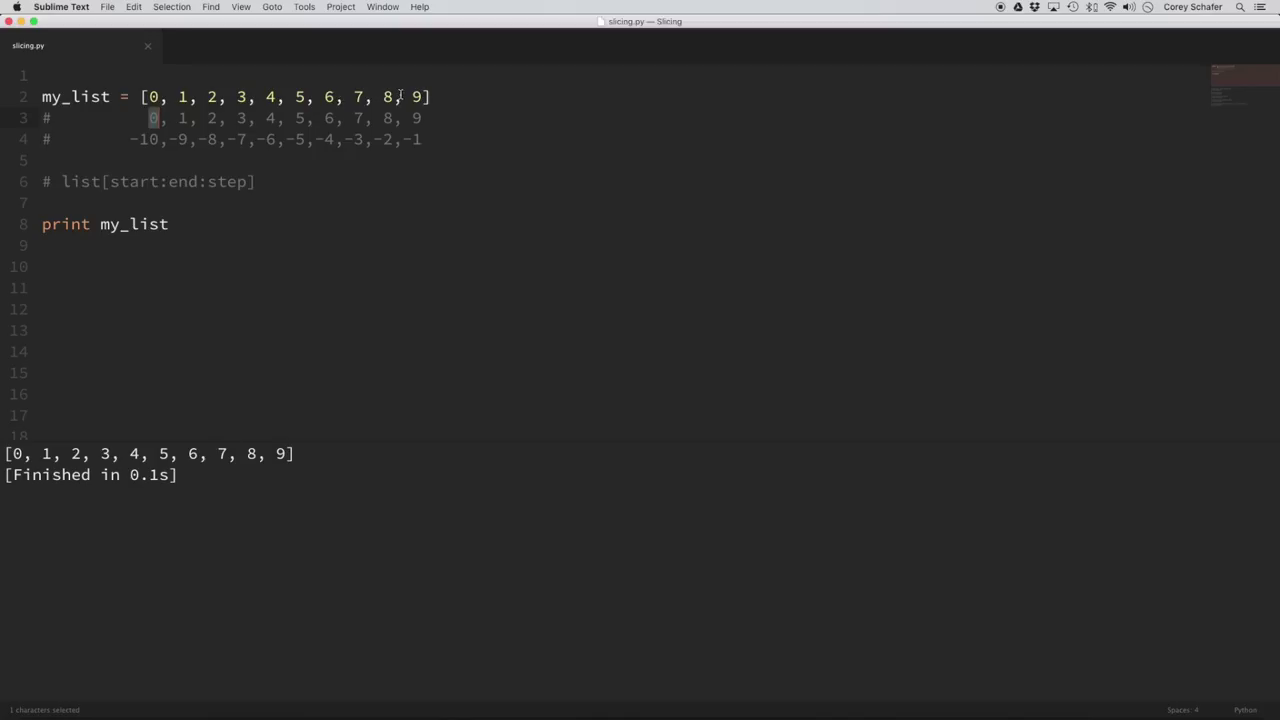 Sublime Text File Edit Selection Find View Goto Tools Project Window Help Corey Schafer
slicing.py — Slicing
slicing.py
1
2 my_list = [0, 1, 2, 3, 4, 5, 6, 7, 8, 9]
3 # 0, 1, 2, 3, 4, 5, 6, 7, 8, 9
4 # -10,-9,-8,-7,-6,-5,-4,-3,-2,-1
5
6 # list[start:end:step]
7
8 print my_list
9
10
11
12
13
14
15
16
17
18
[0, 1, 2, 3, 4, 5, 6, 7, 8, 9]
[Finished in 0.1s]
1 characters selected Spaces: 4 Python